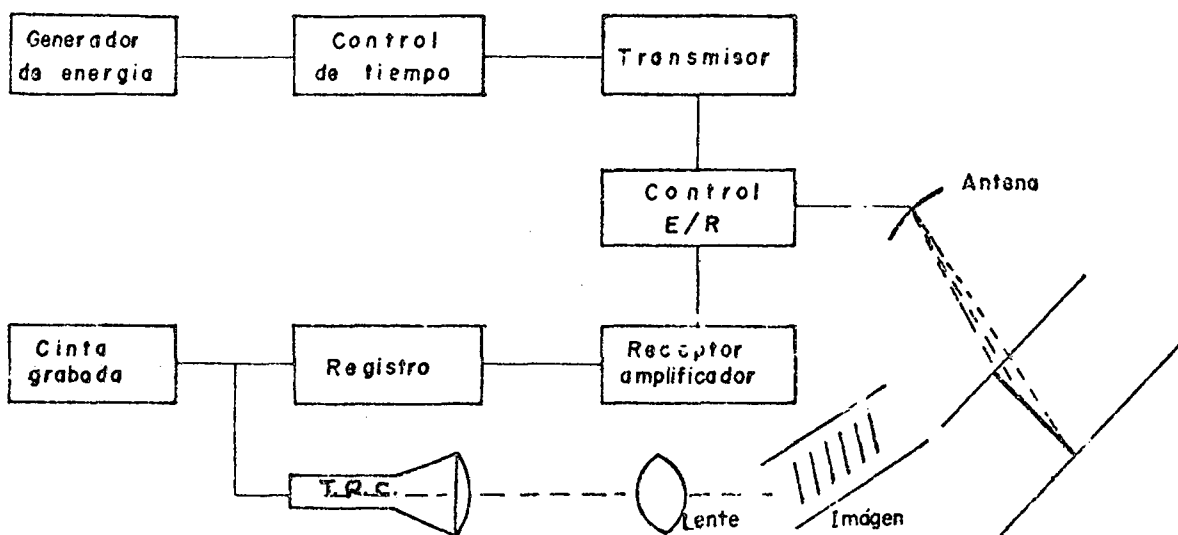 Generador
de energia
Control
de tiempo
Transmisor
Control
E/R
Antena
Cinta
grabada
Registro
Receptor
amplificador
T.R.C.
Lente
Imágen